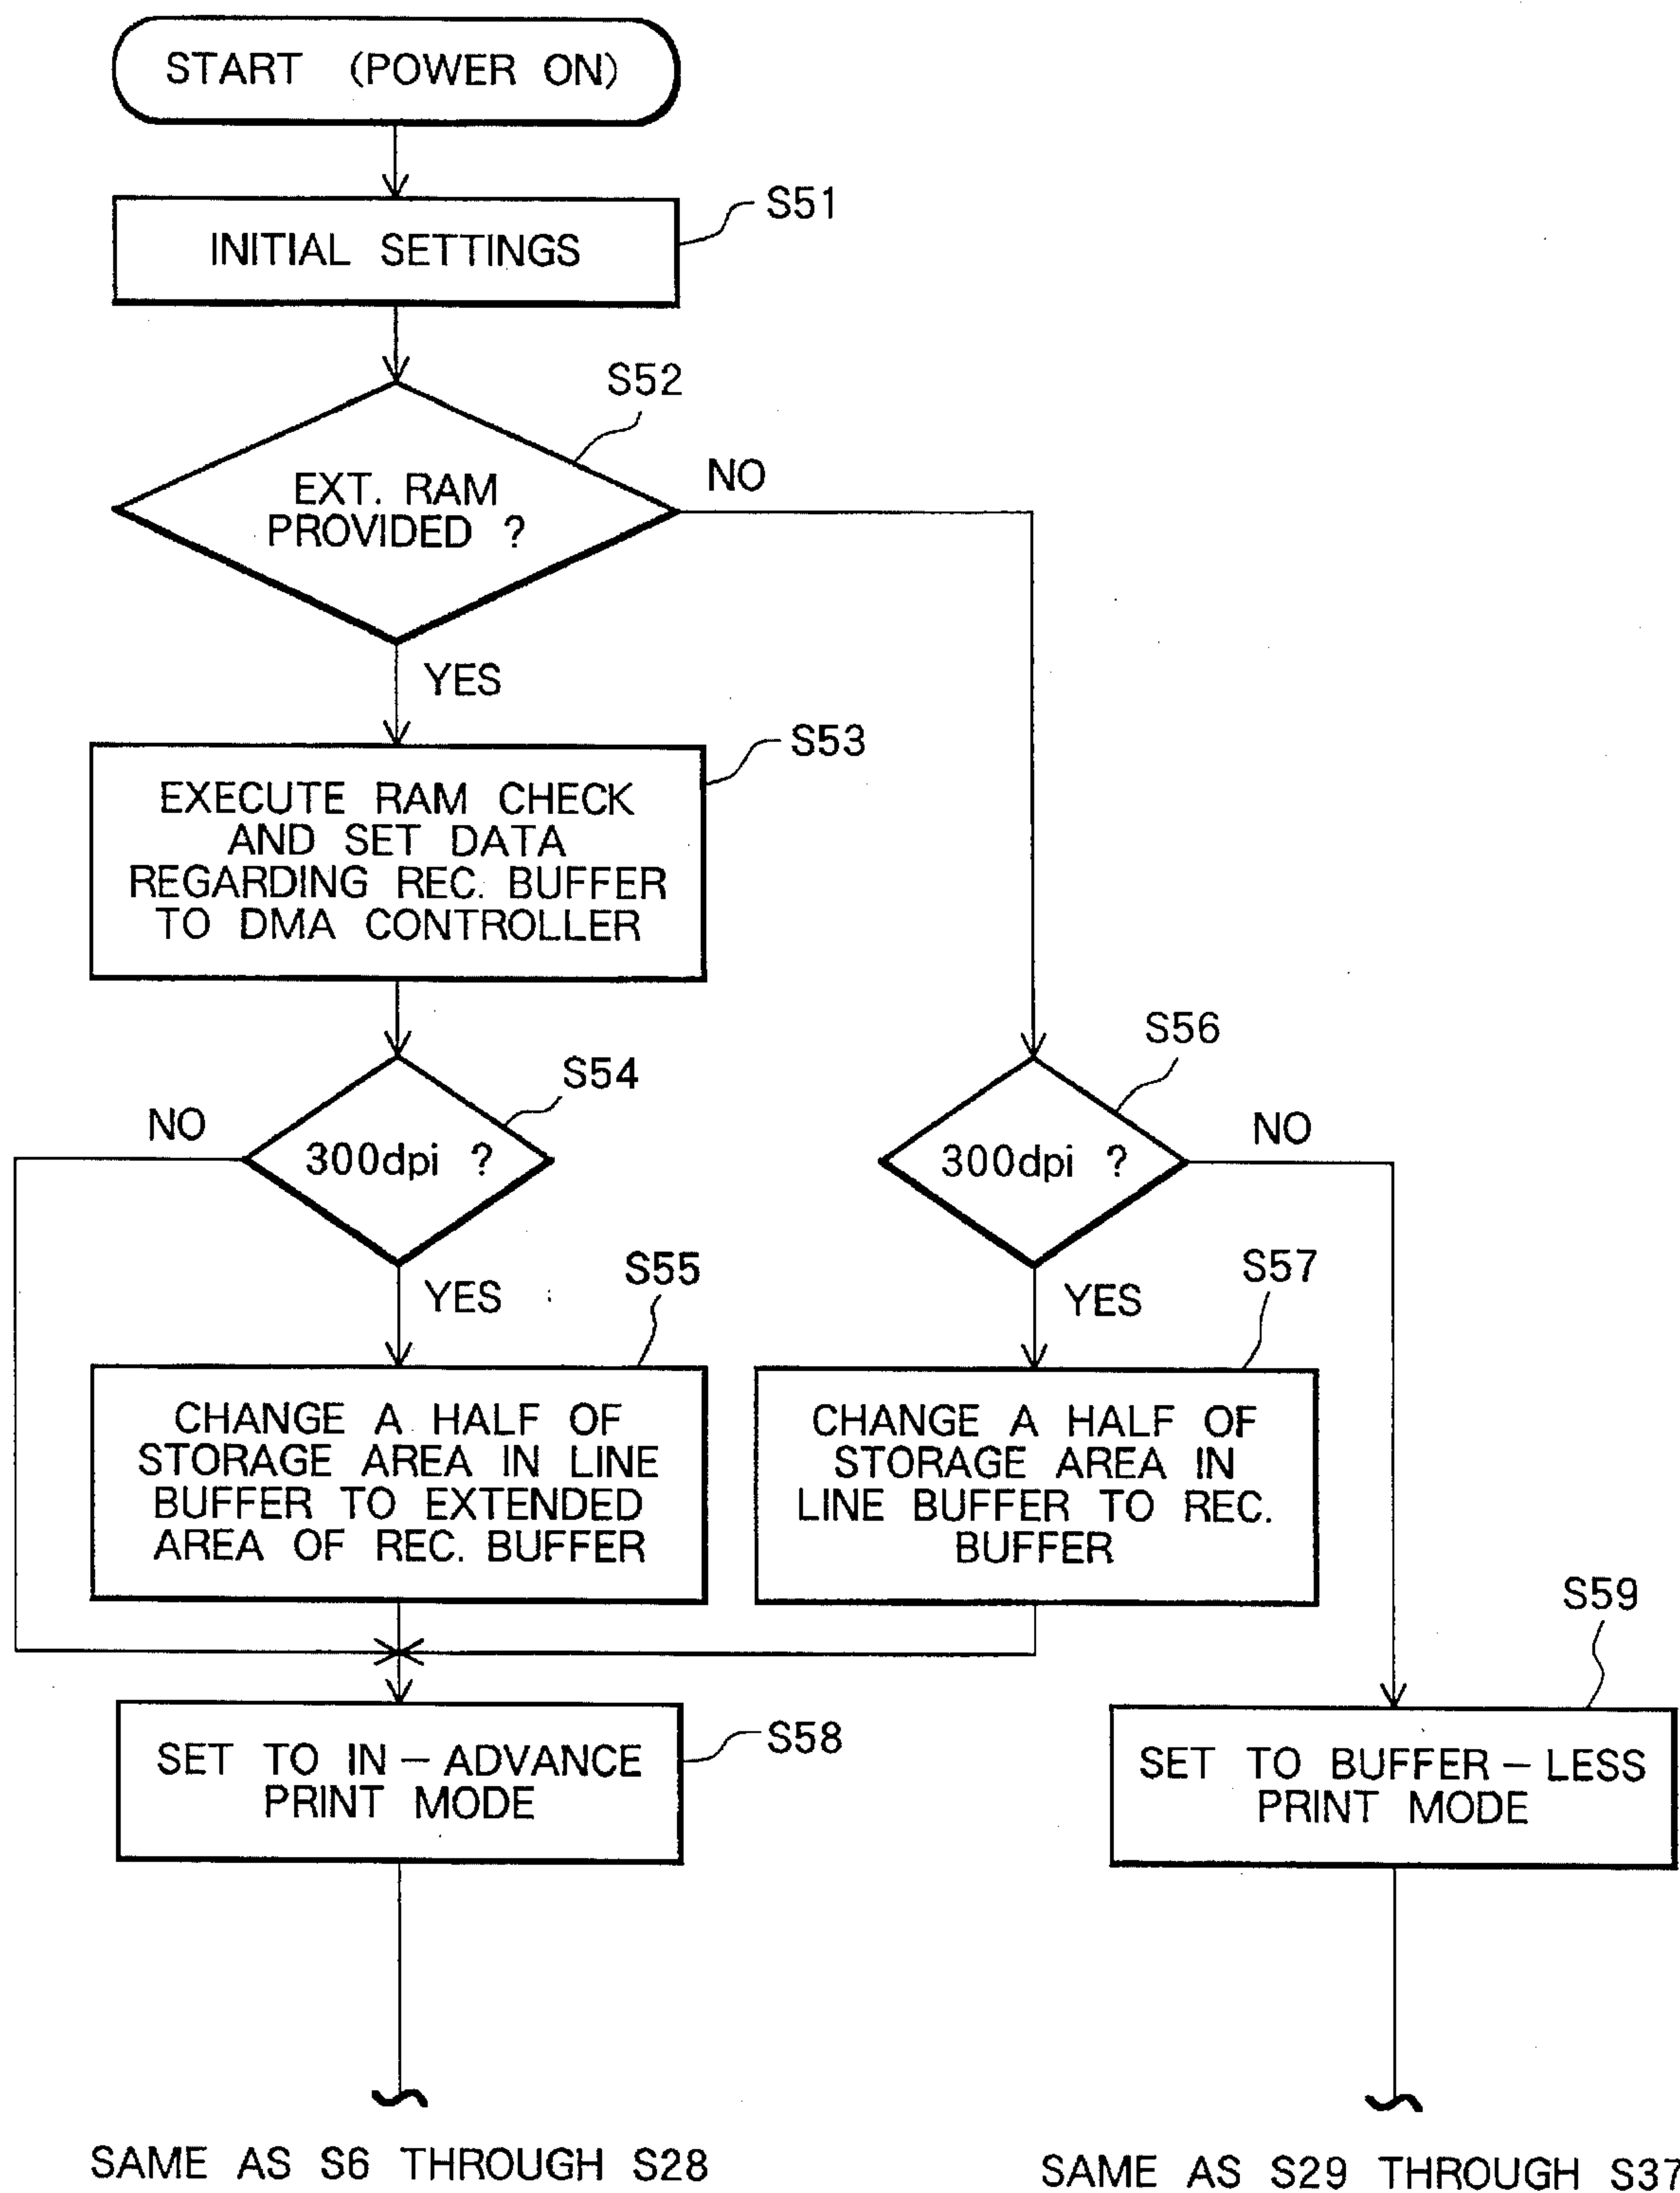 START (POWER ON)
S51
INITIAL SETTINGS
S52
EXT. RAM
PROVIDED ?
NO
YES
S53
EXECUTE RAM CHECK
AND SET DATA
REGARDING REC. BUFFER
TO DMA CONTROLLER
S54
NO
300dpi ?
YES
S56
300dpi ?
NO
YES
S55
CHANGE A HALF OF
STORAGE AREA IN LINE
BUFFER TO EXTENDED
AREA OF REC. BUFFER
S57
CHANGE A HALF OF
STORAGE AREA IN
LINE BUFFER TO REC.
BUFFER
S58
SET TO IN-ADVANCE
PRINT MODE
S59
SET TO BUFFER-LESS
PRINT MODE
SAME AS S6 THROUGH S28
SAME AS S29 THROUGH S37